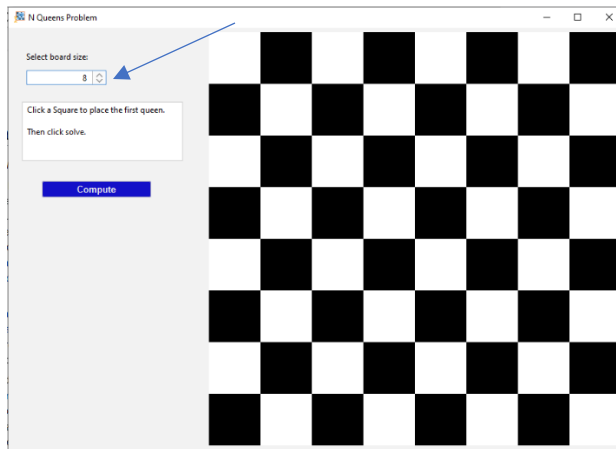 N Queens Problem
Select board size:
8
Click a Square to place the first queen.
Then click solve.
Compute